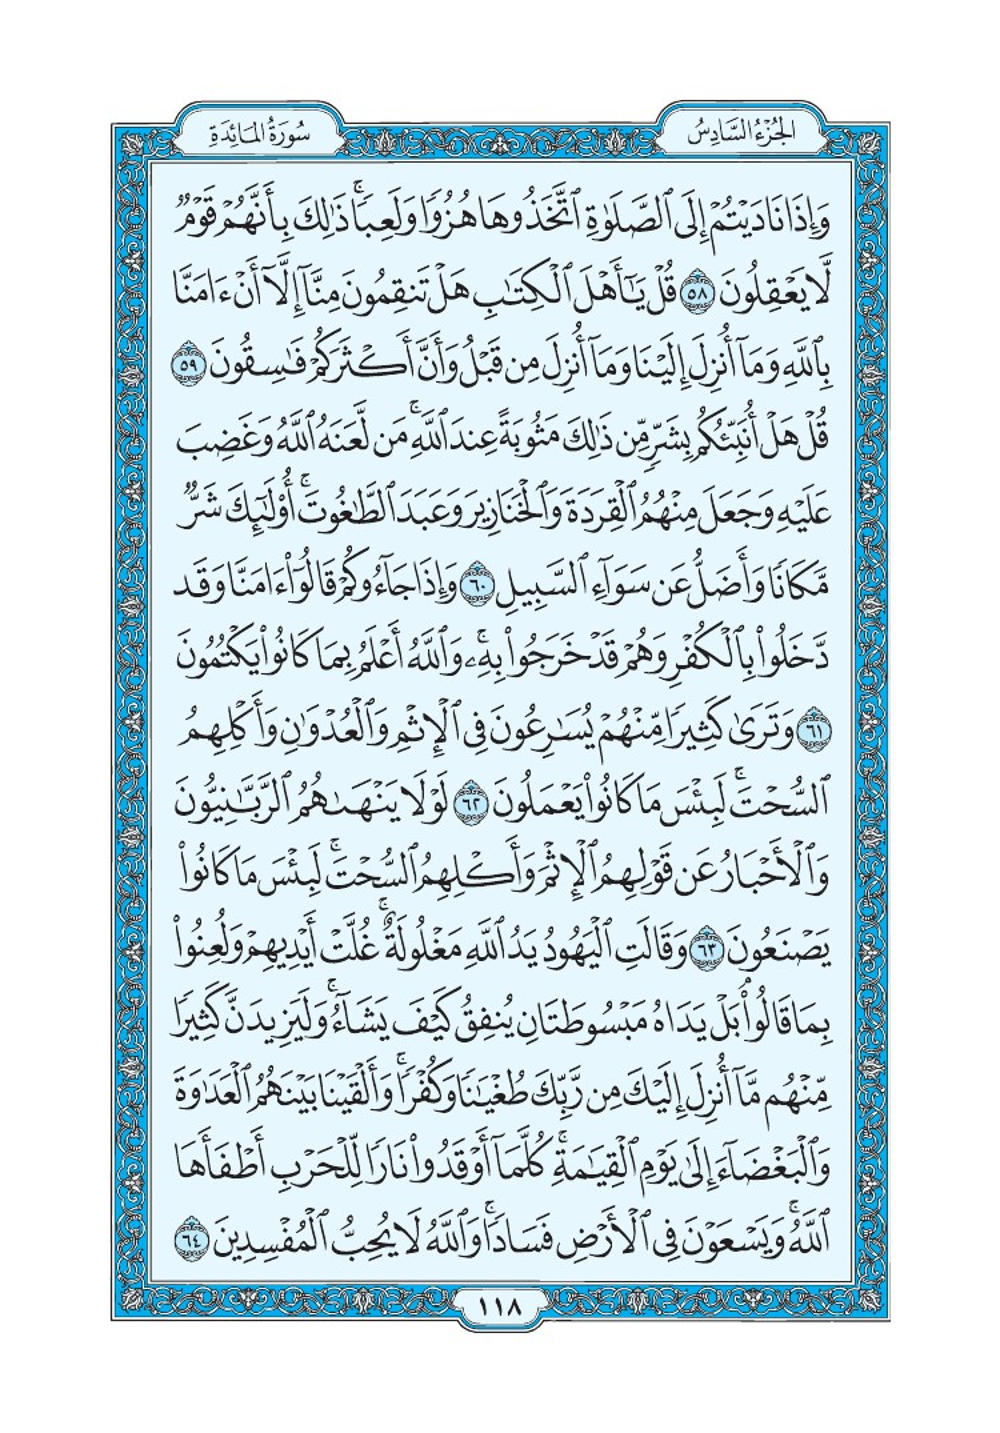 الجُزْءُ السَّادِسُ
سُورَةُ المَائِدَةِ
وَإِذَا نَادَيْتُمْ إِلَى ٱلصَّلَوٰةِ ٱتَّخَذُوهَا هُزُوًا وَلَعِبًاۚ ذَٰلِكَ بِأَنَّهُمْ قَوْمٌ
لَّا يَعْقِلُونَ ٥٨ قُلْ يَٰٓأَهْلَ ٱلْكِتَٰبِ هَلْ تَنقِمُونَ مِنَّآ إِلَّآ أَنْ ءَامَنَّا
بِٱللَّهِ وَمَآ أُنزِلَ إِلَيْنَا وَمَآ أُنزِلَ مِن قَبْلُ وَأَنَّ أَكْثَرَكُمْ فَٰسِقُونَ ٥٩
قُلْ هَلْ أُنَبِّئُكُم بِشَرٍّ مِّن ذَٰلِكَ مَثُوبَةً عِندَ ٱللَّهِۚ مَن لَّعَنَهُ ٱللَّهُ وَغَضِبَ
عَلَيْهِ وَجَعَلَ مِنْهُمُ ٱلْقِرَدَةَ وَٱلْخَنَازِيرَ وَعَبَدَ ٱلطَّٰغُوتَۚ أُو۟لَٰٓئِكَ شَرٌّ
مَّكَانًا وَأَضَلُّ عَن سَوَآءِ ٱلسَّبِيلِ ٦٠ وَإِذَا جَآءُوكُمْ قَالُوٓا۟ ءَامَنَّا وَقَد
دَّخَلُوا۟ بِٱلْكُفْرِ وَهُمْ قَدْ خَرَجُوا۟ بِهِۦۚ وَٱللَّهُ أَعْلَمُ بِمَا كَانُوا۟ يَكْتُمُونَ
٦١ وَتَرَىٰ كَثِيرًا مِّنْهُمْ يُسَٰرِعُونَ فِى ٱلْإِثْمِ وَٱلْعُدْوَٰنِ وَأَكْلِهِمُ
ٱلسُّحْتَۚ لَبِئْسَ مَا كَانُوا۟ يَعْمَلُونَ ٦٢ لَوْلَا يَنْهَىٰهُمُ ٱلرَّبَّٰنِيُّونَ
وَٱلْأَحْبَارُ عَن قَوْلِهِمُ ٱلْإِثْمَ وَأَكْلِهِمُ ٱلسُّحْتَۚ لَبِئْسَ مَا كَانُوا۟
يَصْنَعُونَ ٦٣ وَقَالَتِ ٱلْيَهُودُ يَدُ ٱللَّهِ مَغْلُولَةٌۚ غُلَّتْ أَيْدِيهِمْ وَلُعِنُوا۟
بِمَا قَالُوا۟ۘ بَلْ يَدَاهُ مَبْسُوطَتَانِ يُنفِقُ كَيْفَ يَشَآءُۚ وَلَيَزِيدَنَّ كَثِيرًا
مِّنْهُم مَّآ أُنزِلَ إِلَيْكَ مِن رَّبِّكَ طُغْيَٰنًا وَكُفْرًاۚ وَأَلْقَيْنَا بَيْنَهُمُ ٱلْعَدَٰوَةَ
وَٱلْبَغْضَآءَ إِلَىٰ يَوْمِ ٱلْقِيَٰمَةِۚ كُلَّمَآ أَوْقَدُوا۟ نَارًا لِّلْحَرْبِ أَطْفَأَهَا
ٱللَّهُۚ وَيَسْعَوْنَ فِى ٱلْأَرْضِ فَسَادًاۚ وَٱللَّهُ لَا يُحِبُّ ٱلْمُفْسِدِينَ ٦٤
١١٨